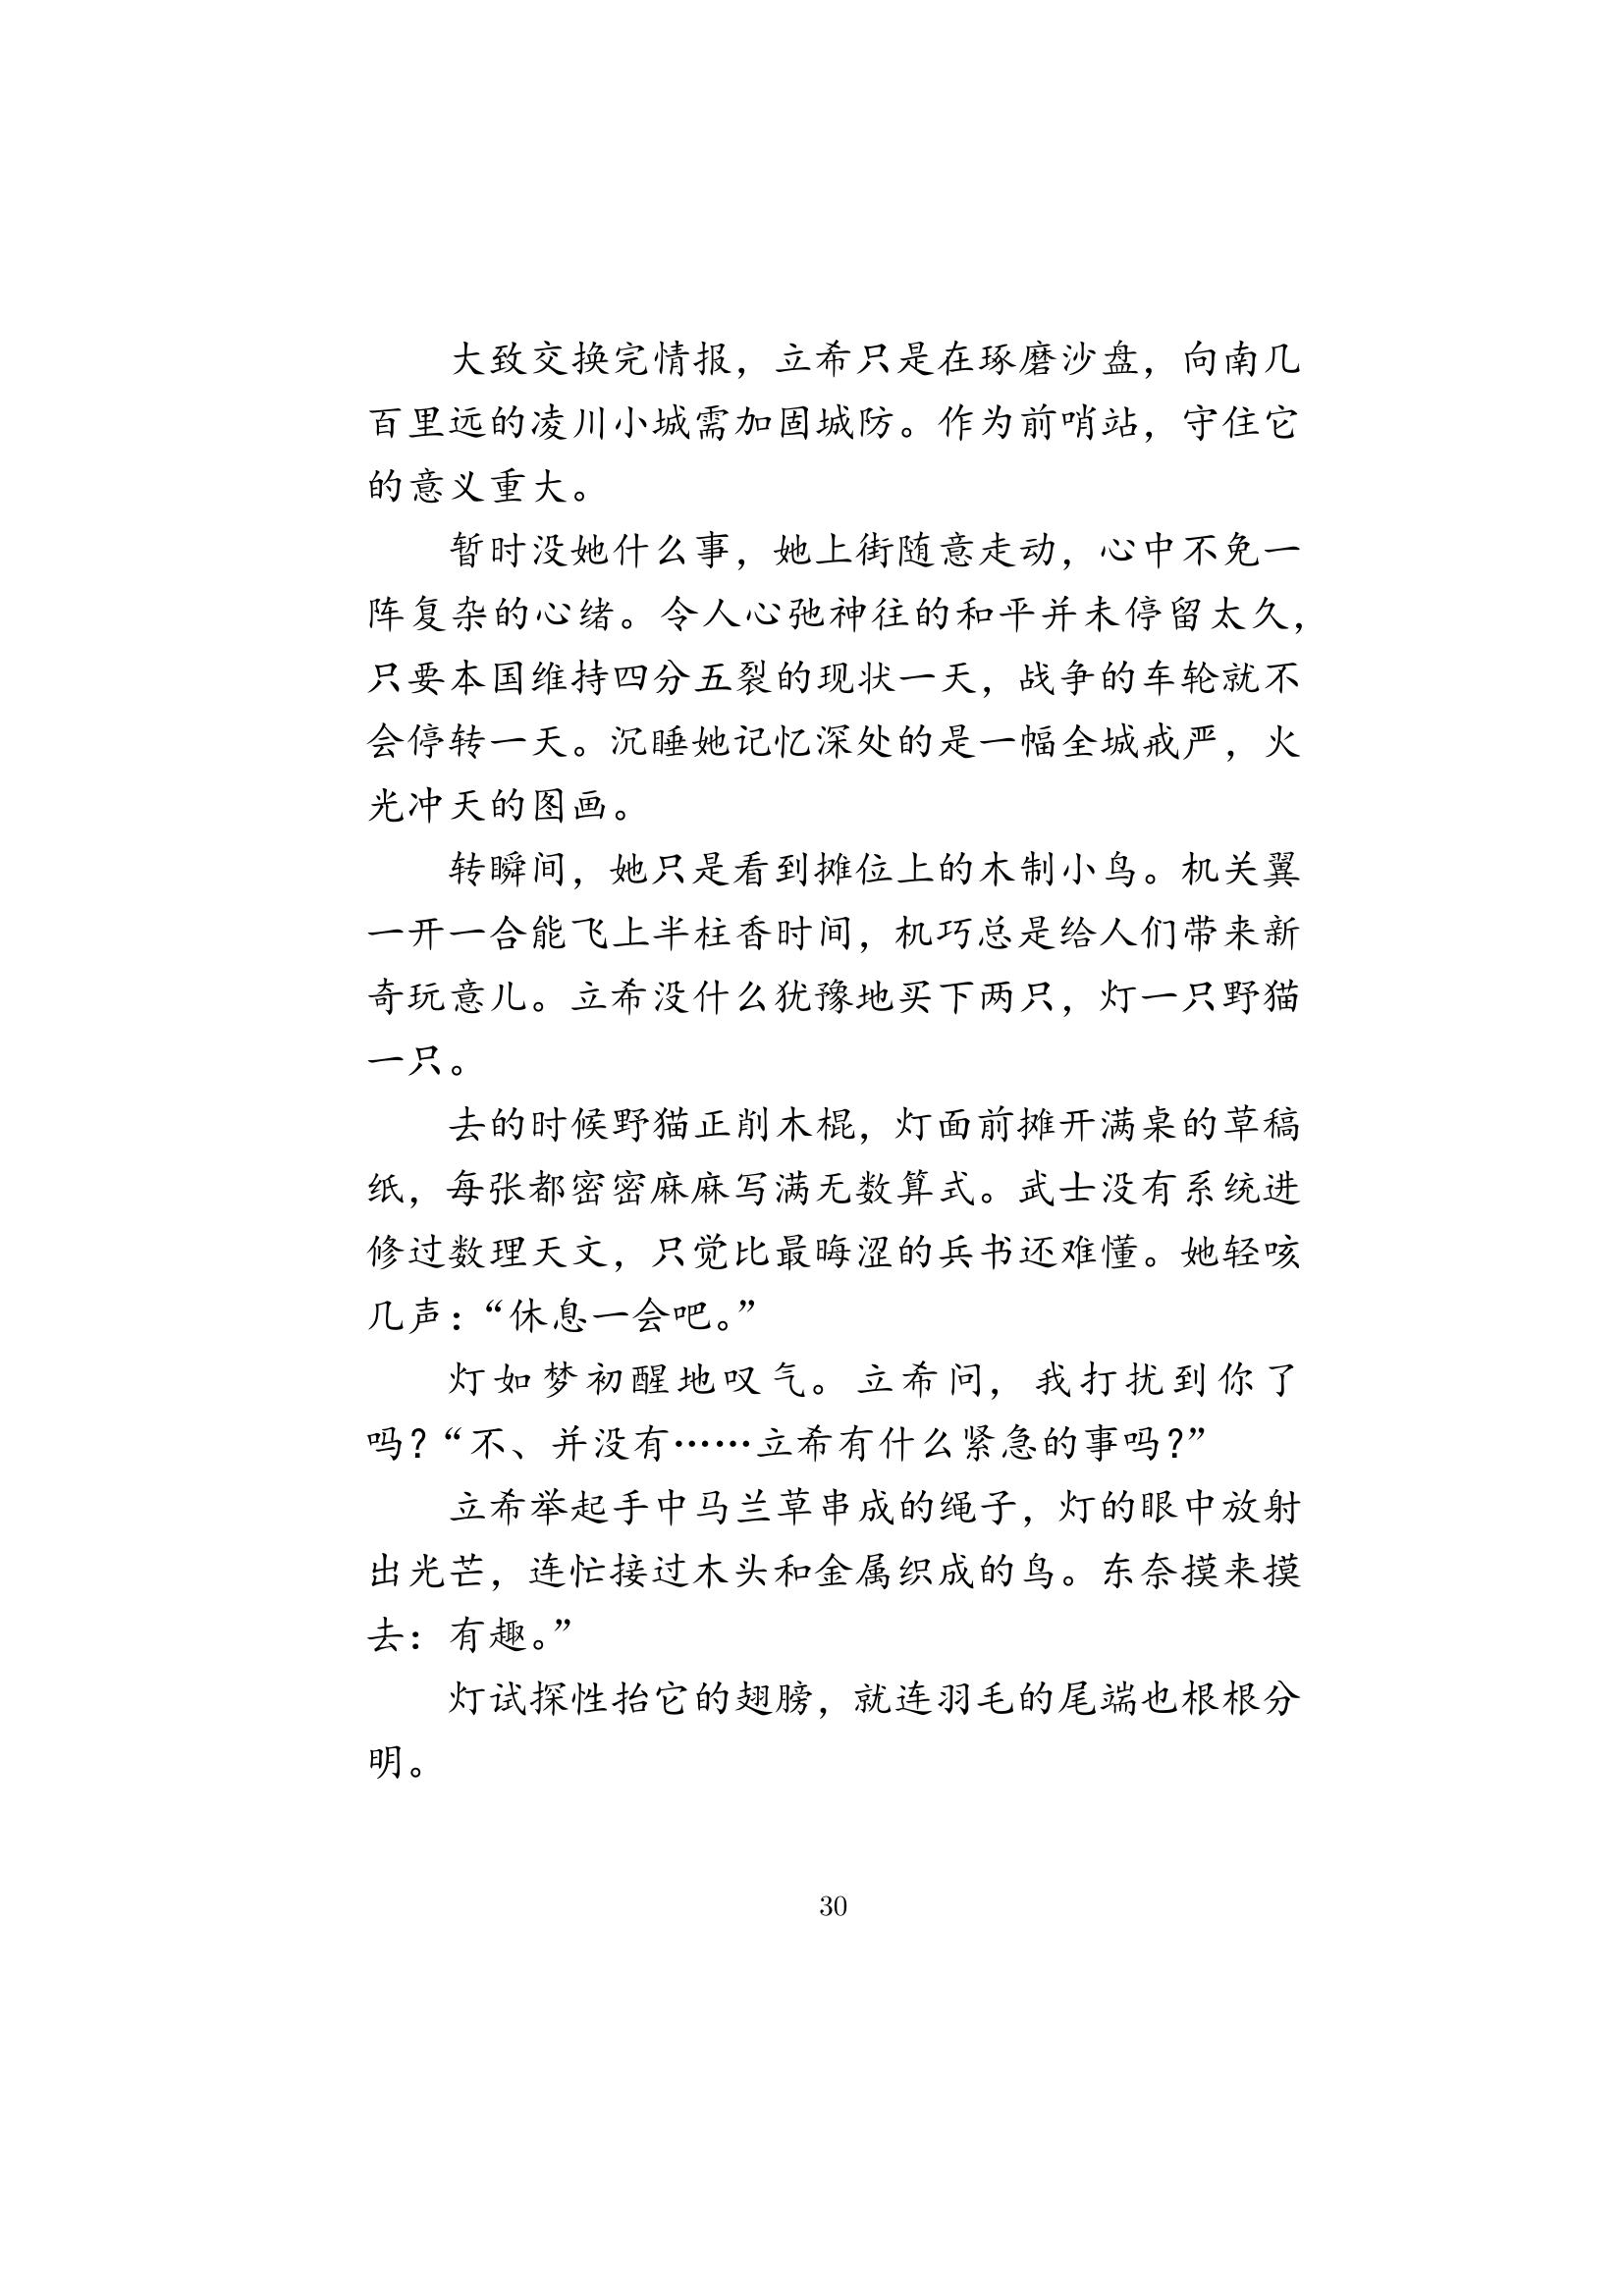 大致交换完情报，立希只是在琢磨沙盘，向南几
百里远的凌川小城需加固城防。作为前哨站，守住它
的意义重大。
暂时没她什么事，她上街随意走动，心中不免一
阵复杂的心绪。令人心弛神往的和平并未停留太久，
只要本国维持四分五裂的现状一天，战争的车轮就不
会停转一天。沉睡她记忆深处的是一幅全城戒严，火
光冲天的图画。
转瞬间，她只是看到摊位上的木制小鸟。机关翼
一开一合能飞上半柱香时间，机巧总是给人们带来新
奇玩意儿。立希没什么犹豫地买下两只，灯一只野猫
一只。
去的时候野猫正削木棍，灯面前摊开满桌的草稿
纸，每张都密密麻麻写满无数算式。武士没有系统进
修过数理天文，只觉比最晦涩的兵书还难懂。她轻咳
几声：“休息一会吧。”
灯如梦初醒地叹气。立希问，我打扰到你了
吗？“不、并没有……立希有什么紧急的事吗？”
立希举起手中马兰草串成的绳子，灯的眼中放射
出光芒，连忙接过木头和金属织成的鸟。东奈摸来摸
去：有趣。”
灯试探性抬它的翅膀，就连羽毛的尾端也根根分
明。
30